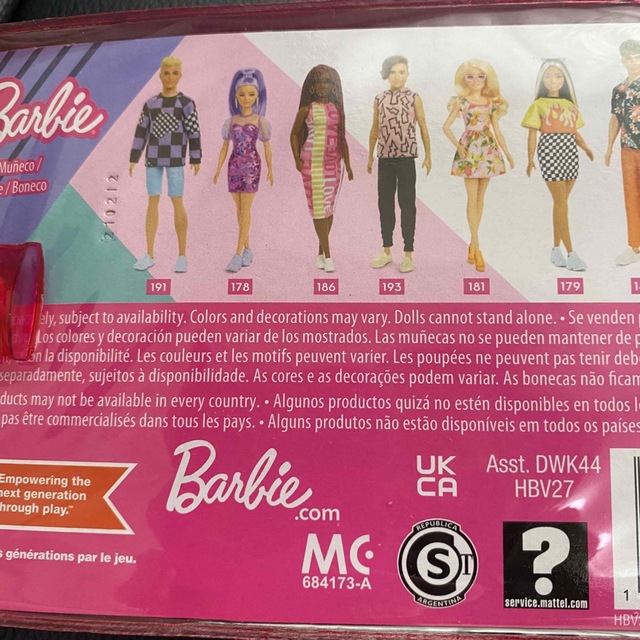 Barbie
Muñeco /
/ Boneco
210212
191 178 186 193 181 179
ely, subject to availability. Colors and decorations may vary. Dolls cannot stand alone. • Se venden
Los colores y decoración pueden variar de los mostrados. Las muñecas no se pueden mantener de p
la disponibilité. Les couleurs et les motifs peuvent varier. Les poupées ne peuvent pas tenir debo
separadamente, sujeitos à disponibilidade. As cores e as decorações podem variar. As bonecas não ficam
ducts may not be available in every country. • Algunos productos quizá no estén disponibles en todos l
pas être commercialisés dans tous les pays. • Alguns produtos não estão disponíveis em todos os países
Empowering the
next generation
through play.™
s générations par le jeu.
Barbie
.com
UK
CA
Asst. DWK44
HBV27
MC
684173-A
REPUBLICA
CS TI
ARGENTINA
?
service.mattel.com
1
HBV